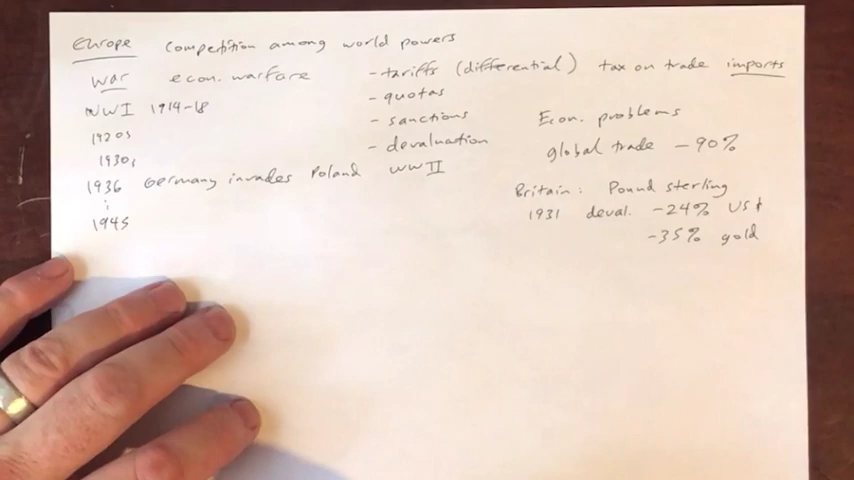 Europe competition among world powers
war econ. warfare
- tariffs (differential) tax on trade imports
WWI 1914-18
- quotas
- sanctions
Econ. problems
1920s
- devaluation
global trade -90%
1930s
1936 Germany invades Poland WWII
Britain: Pound sterling
1931 deval. -24% US$
1945
-35% gold